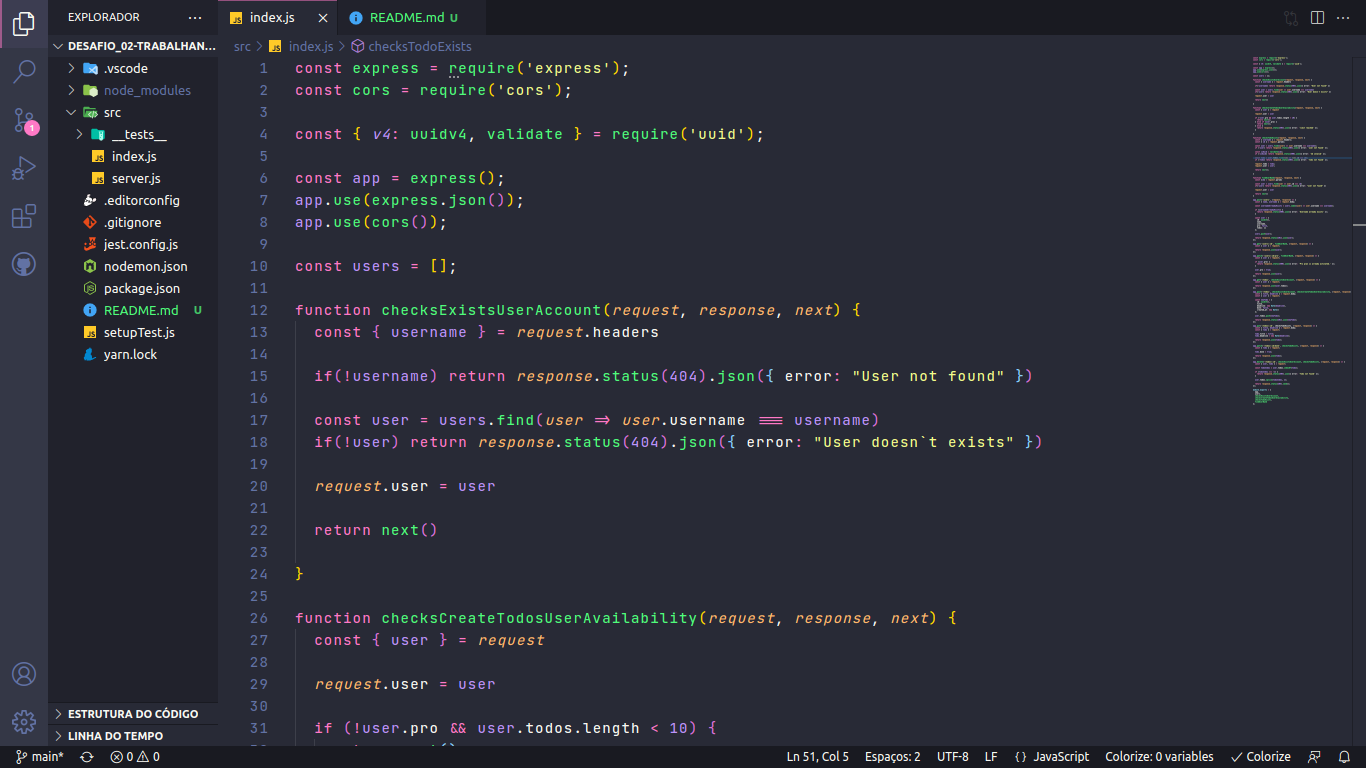 EXPLORADOR
index.js
README.md U
DESAFIO_02-TRABALHAN...
.vscode
node_modules
src
__tests__
index.js
server.js
.editorconfig
.gitignore
jest.config.js
nodemon.json
package.json
README.md U
setupTest.js
yarn.lock
1
ESTRUTURA DO CÓDIGO
LINHA DO TEMPO
src > index.js > checksTodoExists
1 const express = require('express');
2 const cors = require('cors');
3
4 const { v4: uuidv4, validate } = require('uuid');
5
6 const app = express();
7 app.use(express.json());
8 app.use(cors());
9
10 const users = [];
11
12 function checksExistsUserAccount(request, response, next) {
13 const { username } = request.headers
14
15 if(!username) return response.status(404).json({ error: "User not found" })
16
17 const user = users.find(user => user.username === username)
18 if(!user) return response.status(404).json({ error: "User doesn`t exists" })
19
20 request.user = user
21
22 return next()
23
24 }
25
26 function checksCreateTodosUserAvailability(request, response, next) {
27 const { user } = request
28
29 request.user = user
30
31 if (!user.pro && user.todos.length < 10) {
main* 0 0 Ln 51, Col 5 Espaços: 2 UTF-8 LF {} JavaScript Colorize: 0 variables Colorize